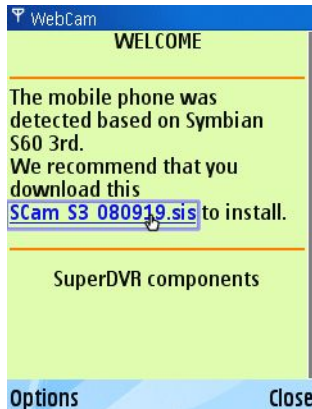 WebCam
WELCOME
The mobile phone was
detected based on Symbian
S60 3rd.
We recommend that you
download this
SCam S3 080919.sis to install.
SuperDVR components
Options Close